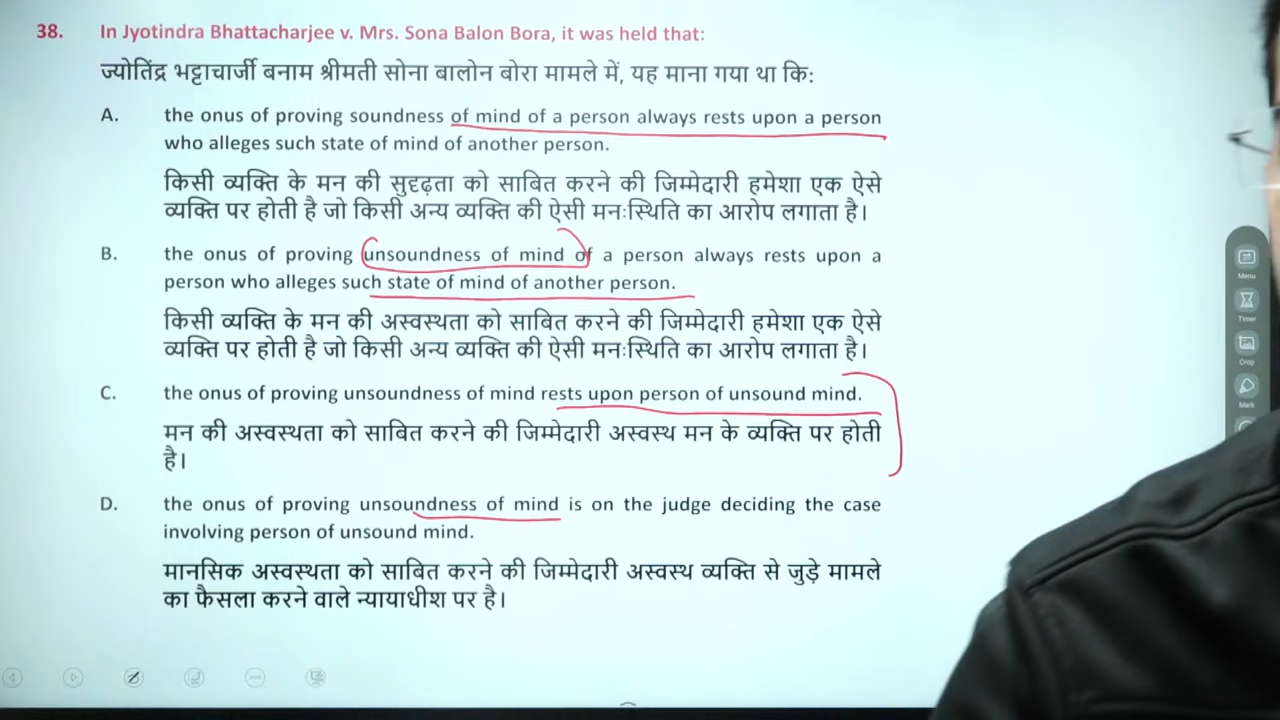 38. In Jyotindra Bhattacharjee v. Mrs. Sona Balon Bora, it was held that:
ज्योतिंद्र भट्टाचार्जी बनाम श्रीमती सोना बालोन बोरा मामले में, यह माना गया था कि:
A. the onus of proving soundness of mind of a person always rests upon a person
who alleges such state of mind of another person.
किसी व्यक्ति के मन की सुदृढ़ता को साबित करने की जिम्मेदारी हमेशा एक ऐसे
व्यक्ति पर होती है जो किसी अन्य व्यक्ति की ऐसी मनःस्थिति का आरोप लगाता है।
B. the onus of proving unsoundness of mind of a person always rests upon a
person who alleges such state of mind of another person.
किसी व्यक्ति के मन की अस्वस्थता को साबित करने की जिम्मेदारी हमेशा एक ऐसे
व्यक्ति पर होती है जो किसी अन्य व्यक्ति की ऐसी मनःस्थिति का आरोप लगाता है।
C. the onus of proving unsoundness of mind rests upon person of unsound mind.
मन की अस्वस्थता को साबित करने की जिम्मेदारी अस्वस्थ मन के व्यक्ति पर होती
है।
D. the onus of proving unsoundness of mind is on the judge deciding the case
involving person of unsound mind.
मानसिक अस्वस्थता को साबित करने की जिम्मेदारी अस्वस्थ व्यक्ति से जुड़े मामले
का फैसला करने वाले न्यायाधीश पर है।
Menu
Timer
Crop
Mark